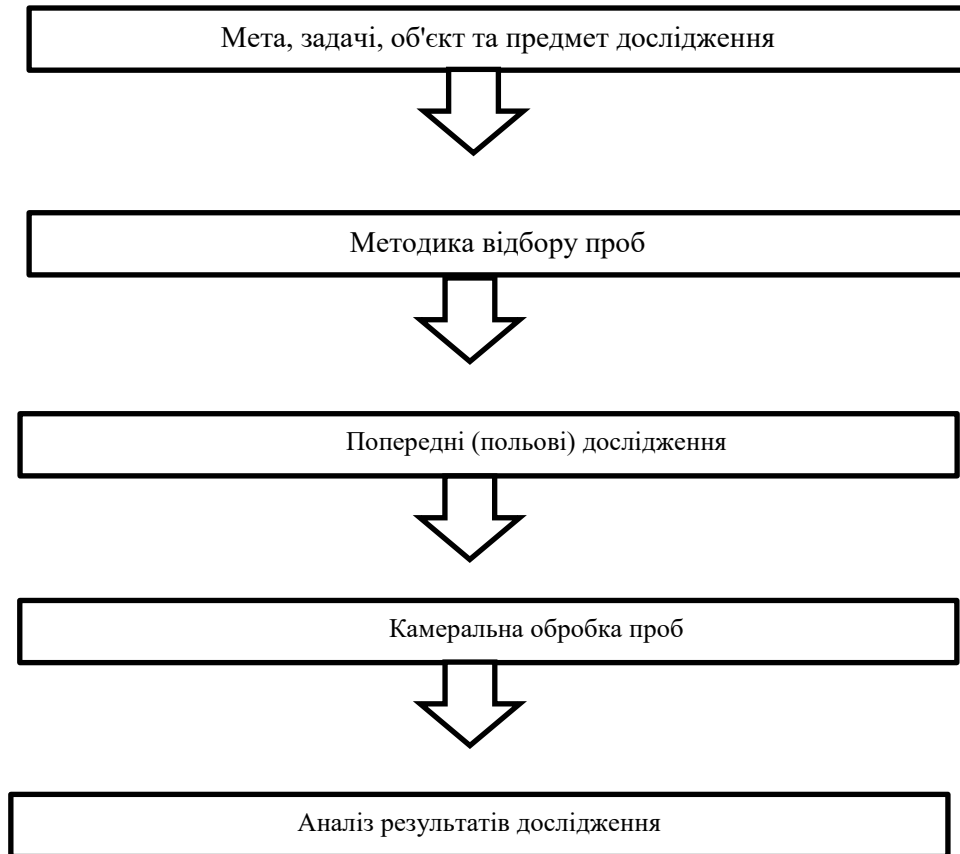 Мета, задачі, об'єкт та предмет дослідження
Методика відбору проб
Попередні (польові) дослідження
Камеральна обробка проб
Аналіз результатів дослідження